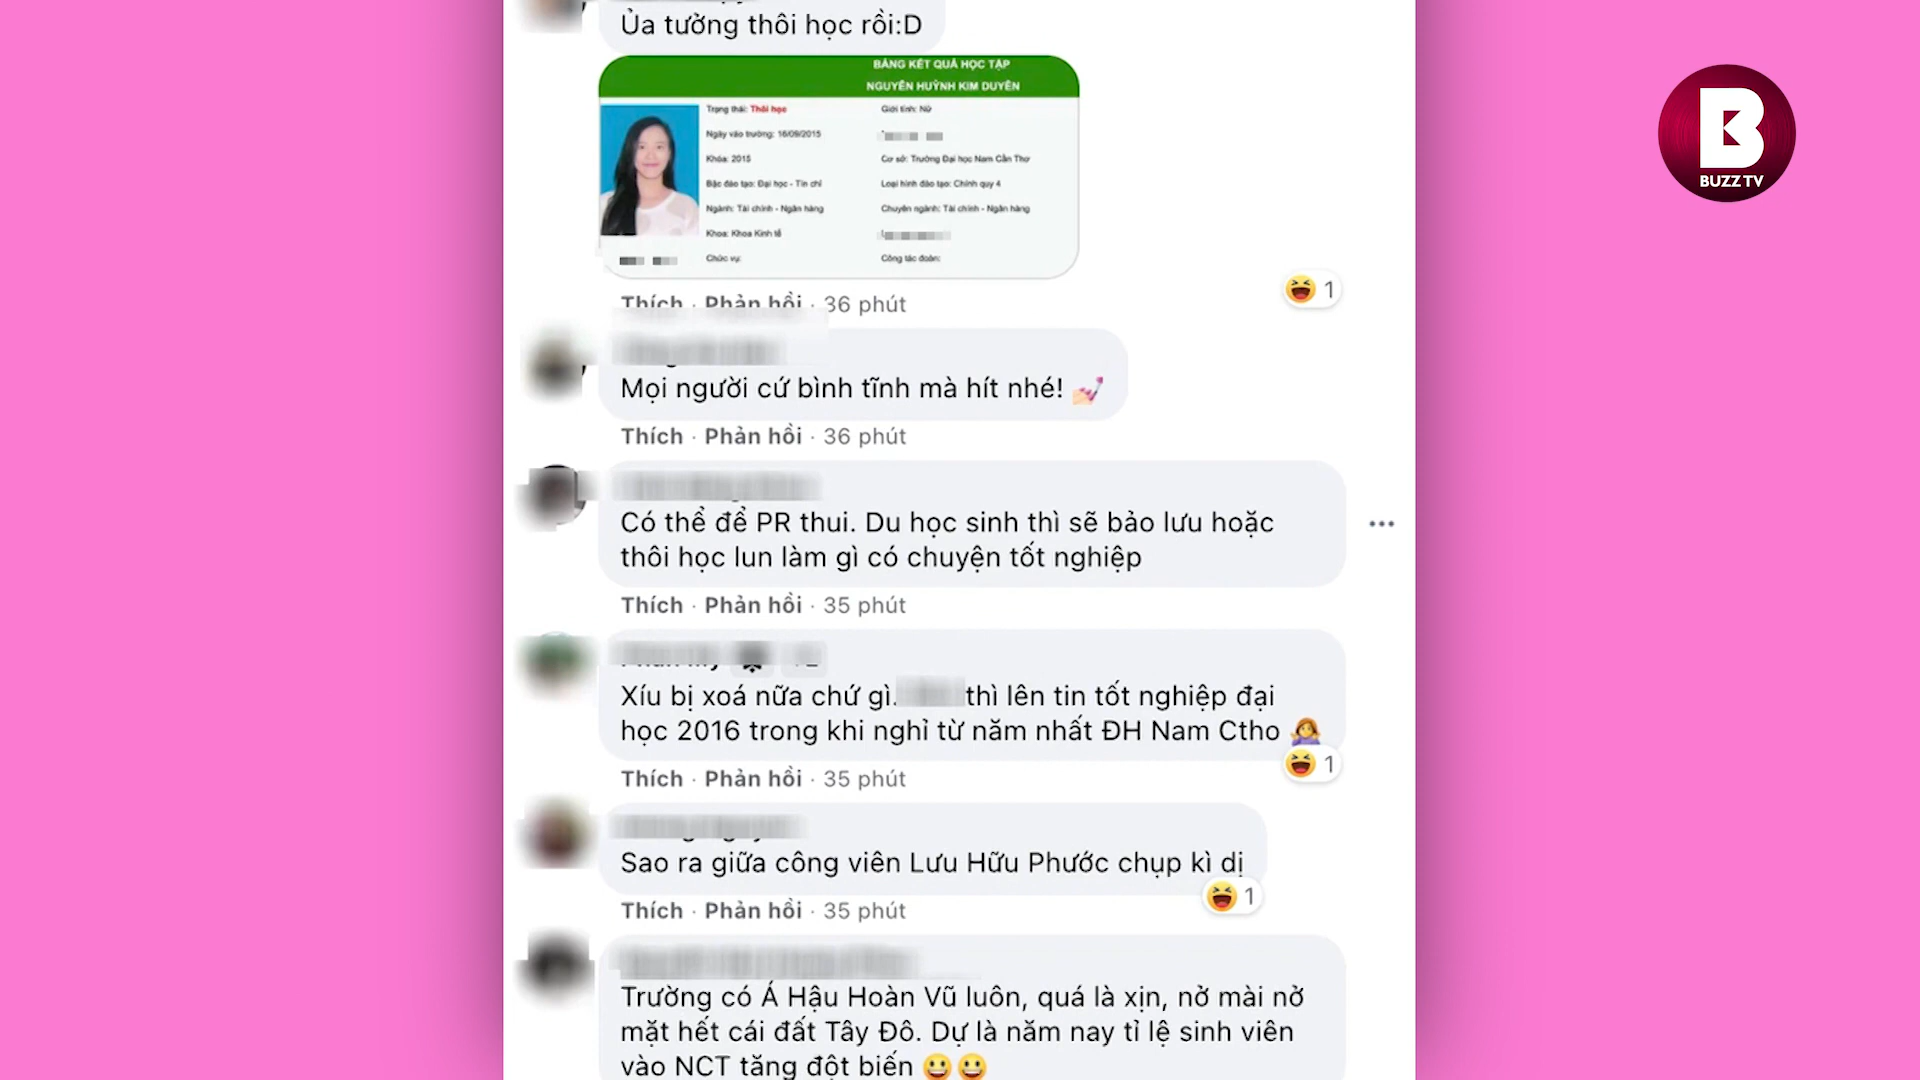 Ủa tưởng thôi học rồi:D
BẢNG KẾT QUẢ HỌC TẬP
NGUYỄN HUỲNH KIM DUYÊN
Trạng thái: Thôi học
Giới tính: Nữ
Ngày vào trường: 16/09/2015
Khóa: 2015
Cơ sở: Trường Đại học Nam Cần Thơ
Bậc đào tạo: Đại học - Tín chỉ
Loại hình đào tạo: Chính quy 4
Ngành: Tài chính - Ngân hàng
Chuyên ngành: Tài chính - Ngân hàng
Khoa: Khoa Kinh tế
Chức vụ:
Công tác đoàn:
Thích · Phản hồi · 36 phút
1
Mọi người cứ bình tĩnh mà hít nhé! 💅🏻
Thích · Phản hồi · 36 phút
Có thể để PR thui. Du học sinh thì sẽ bảo lưu hoặc
thôi học lun làm gì có chuyện tốt nghiệp
Thích · Phản hồi · 35 phút
Xíu bị xoá nữa chứ gì. thì lên tin tốt nghiệp đại
học 2016 trong khi nghỉ từ năm nhất ĐH Nam Ctho 🤷‍♀️
1
Thích · Phản hồi · 35 phút
Sao ra giữa công viên Lưu Hữu Phước chụp kì dị
1
Thích · Phản hồi · 35 phút
Trường có Á Hậu Hoàn Vũ luôn, quá là xịn, nở mài nở
mặt hết cái đất Tây Đô. Dự là năm nay tỉ lệ sinh viên
vào NCT tăng đột biến 😀😀
B
BUZZ TV